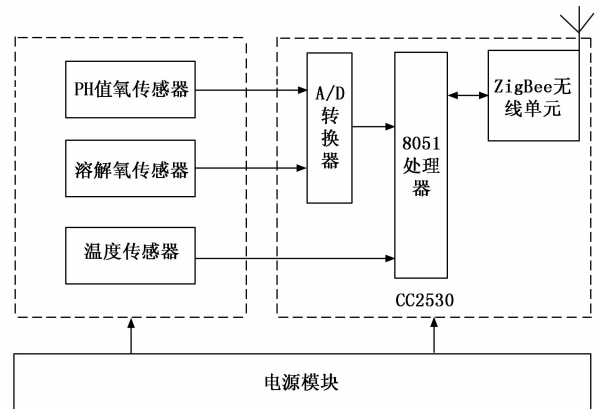 PH值氧传感器
溶解氧传感器
温度传感器
A/D
转
换
器
8051
处理
器
ZigBee无
线单元
CC2530
电源模块